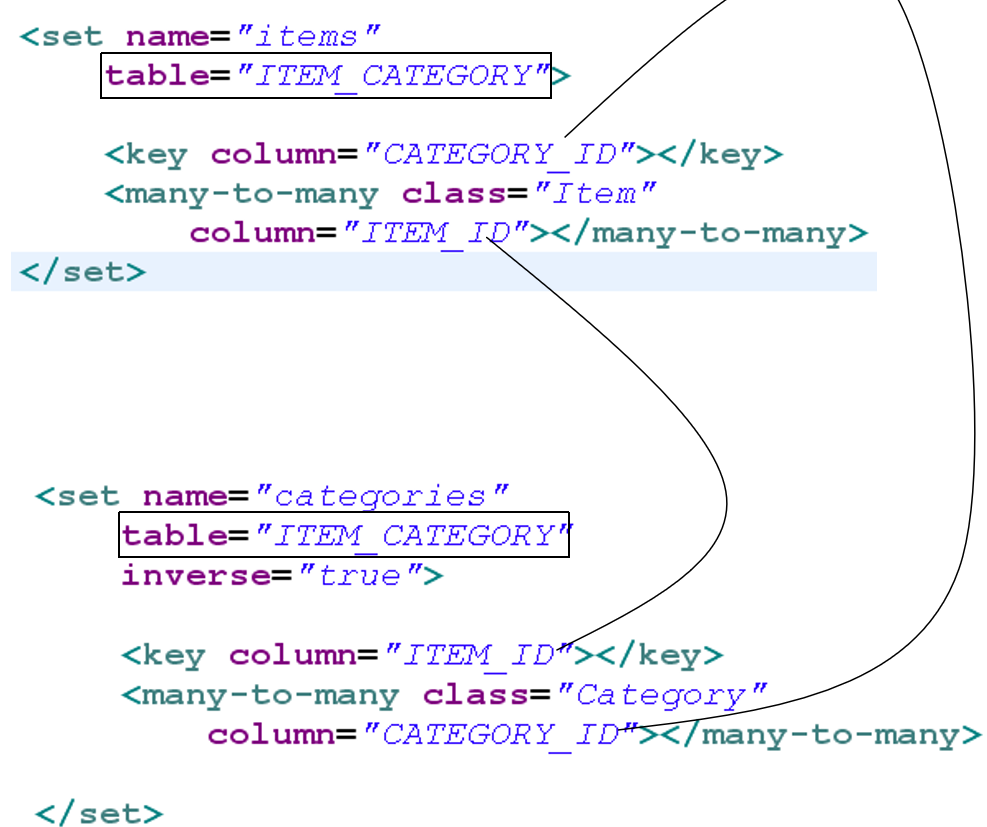 <set name="items"
table="ITEM_CATEGORY">
<key column="CATEGORY_ID"></key>
<many-to-many class="Item"
column="ITEM_ID"></many-to-many>
</set>
<set name="categories"
table="ITEM_CATEGORY"
inverse="true">
<key column="ITEM_ID"></key>
<many-to-many class="Category"
column="CATEGORY_ID"></many-to-many>
</set>